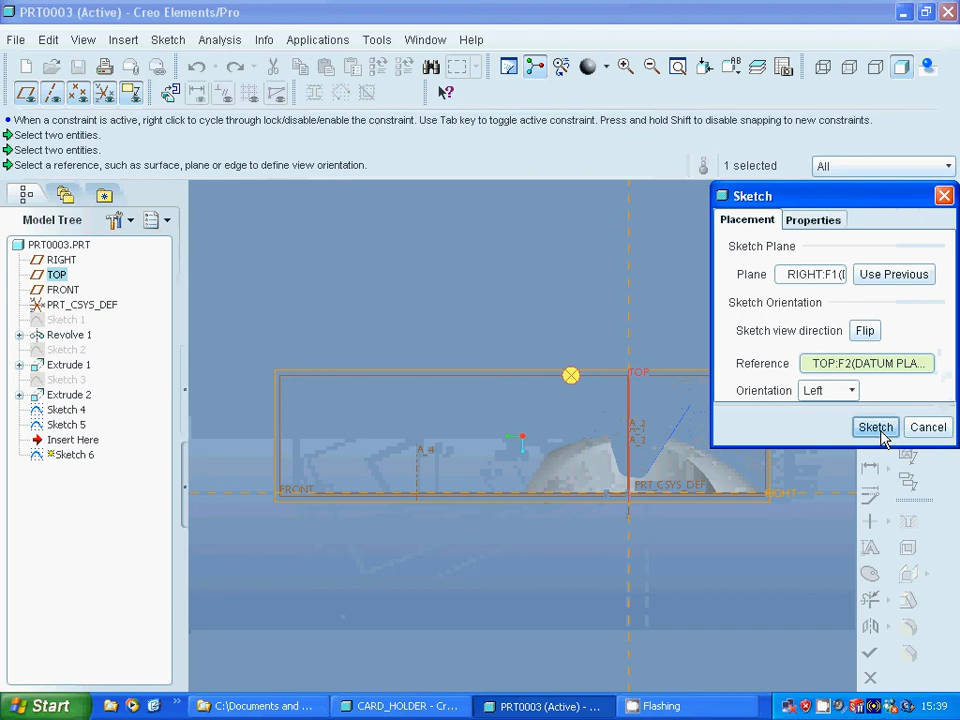 PRT0003 (Active) - Creo Elements/Pro
File Edit View Insert Sketch Analysis Info Applications Tools Window Help
When a constraint is active, right click to cycle through lock/disable/enable the constraint. Use Tab key to toggle active constraint. Press and hold Shift to disable snapping to new constraints.
Select two entities.
Select two entities.
Select a reference, such as surface, plane or edge to define view orientation.
1 selected
All
Model Tree
PRT0003.PRT
RIGHT
TOP
FRONT
PRT_CSYS_DEF
Sketch 1
Revolve 1
Sketch 2
Extrude 1
Sketch 3
Extrude 2
Sketch 4
Sketch 5
Insert Here
Sketch 6
Sketch
Placement Properties
Sketch Plane
Plane RIGHT:F1( Use Previous
Sketch Orientation
Sketch view direction Flip
Reference TOP:F2(DATUM PLA...
Orientation Left
Sketch Cancel
TOP
A_2
A_3
A_4
FRONT
PRT_CSYS_DEF
RIGHT
Start
C:\Documents and ...
CARD_HOLDER - Cr...
PRT0003 (Active) - ...
Flashing
15:39